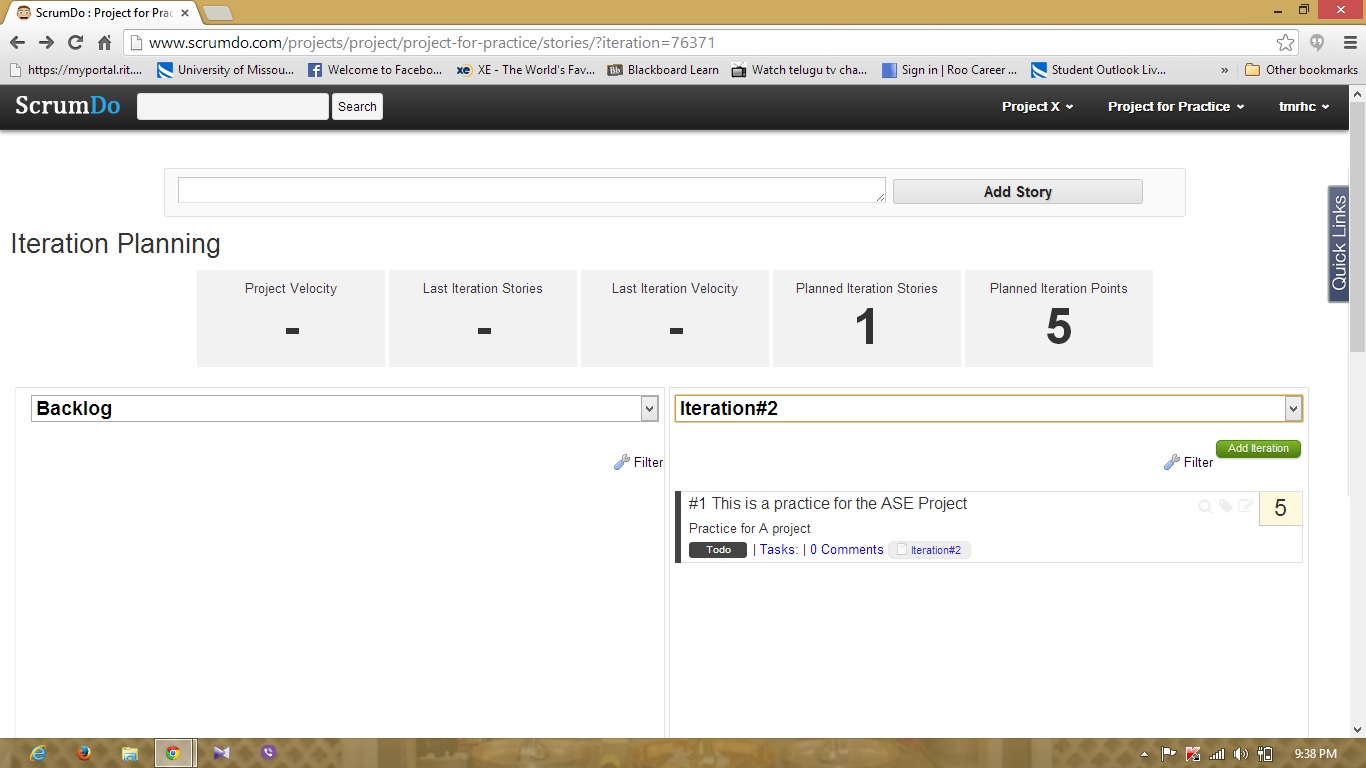 ScrumDo : Project for Prac
www.scrumdo.com/projects/project/project-for-practice/stories/?iteration=76371
https://myportal.rit.... University of Missou... Welcome to Facebo... XE - The World's Fav... Bb Blackboard Learn Watch telugu tv cha... Sign in | Roo Career ... Student Outlook Liv... » Other bookmarks
ScrumDo Search Project X Project for Practice tmrhc
Add Story
Quick Links
Iteration Planning
Project Velocity Last Iteration Stories Last Iteration Velocity Planned Iteration Stories Planned Iteration Points
- - - 1 5
Backlog Iteration#2
Add Iteration
Filter Filter
#1 This is a practice for the ASE Project 5
Practice for A project
Todo | Tasks: | 0 Comments Iteration#2
9:38 PM